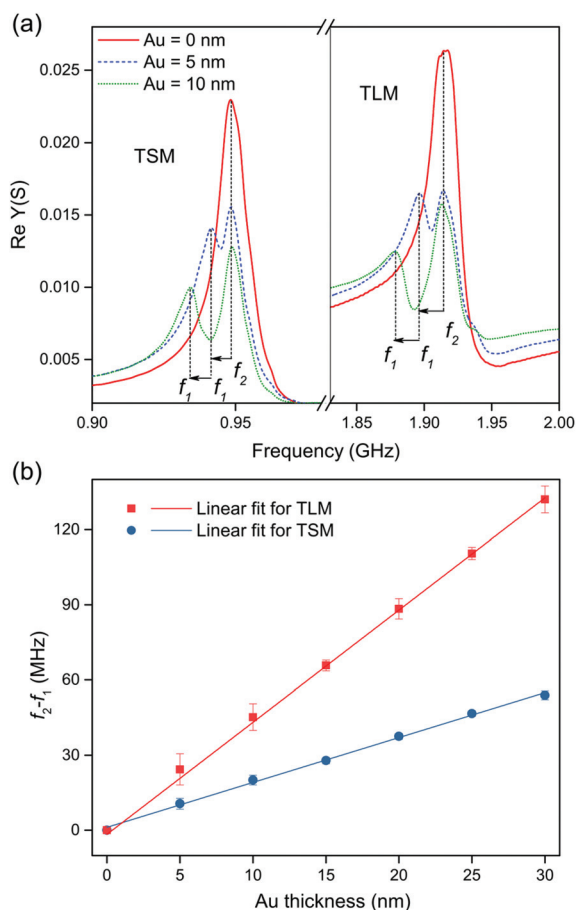 (a)
Au = 0 nm
Au = 5 nm
Au = 10 nm
TSM
TLM
Re Y(S)
0.025
0.020
0.015
0.010
0.005
f1 f1 f2
f1 f1 f2
0.90 0.95 1.85 1.90 1.95 2.00
Frequency (GHz)
(b)
Linear fit for TLM
Linear fit for TSM
f2-f1 (MHz)
120
90
60
30
0
0 5 10 15 20 25 30
Au thickness (nm)